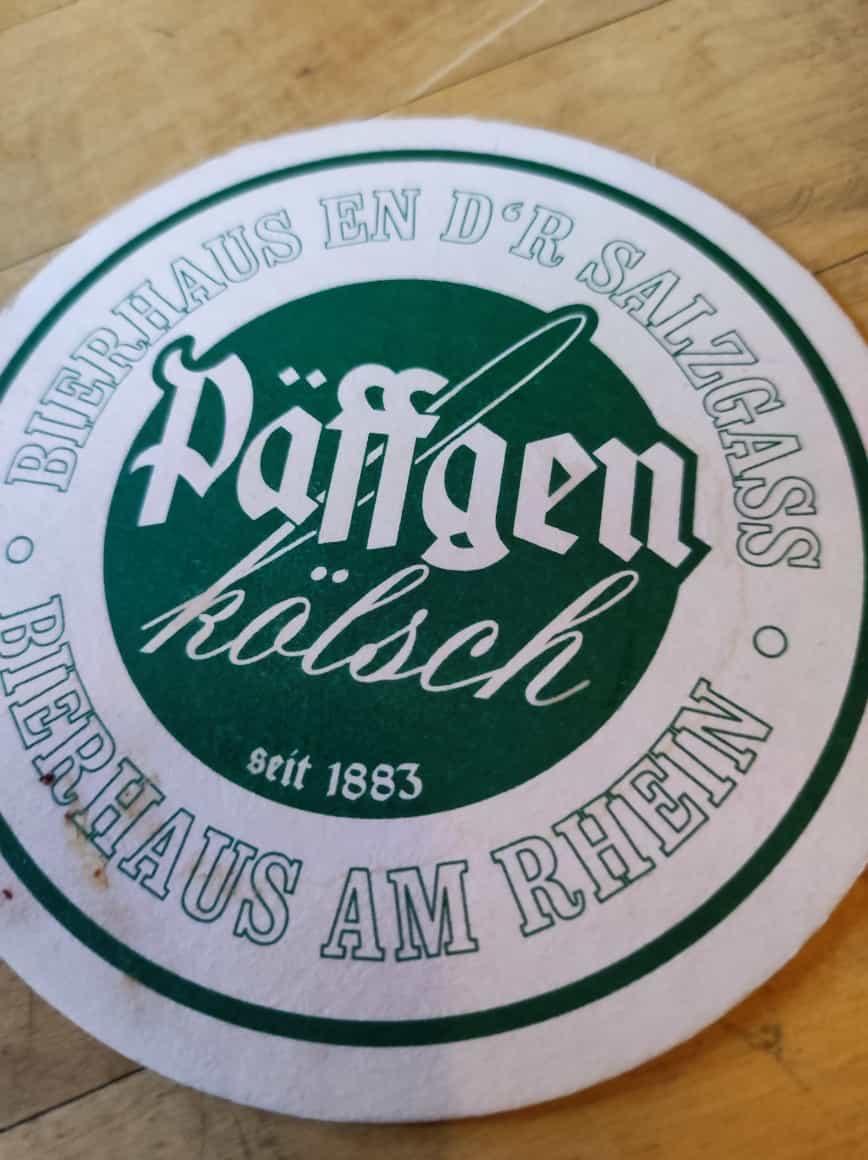 BIERHAUS EN D'R SALZGASS
Päffgen
kölsch
seit 1883
BIERHAUS AM RHEIN